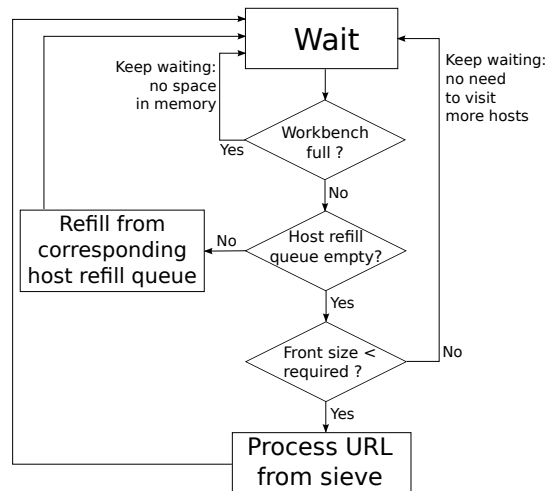 Wait
Keep waiting:
no space
in memory
Keep waiting:
no need
to visit
more hosts
Workbench
full ?
Yes
No
Refill from
corresponding
host refill queue
No
Host refill
queue empty?
Yes
Front size <
required ?
No
Yes
Process URL
from sieve